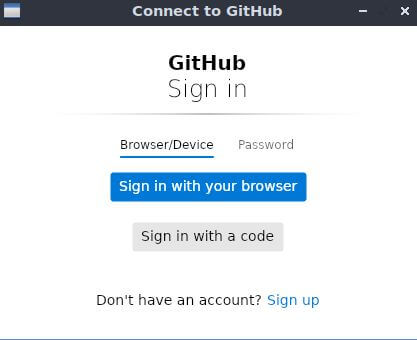 Connect to GitHub
GitHub
Sign in
Browser/Device Password
Sign in with your browser
Sign in with a code
Don't have an account? Sign up